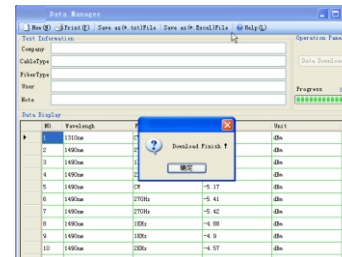 Data Manager
New(N) Print(P) Save as(*.txt)File Save as(*.Excel)File Help(L)
Test Information
Operation Pane
Company
CableType
Data Downloa
FiberType
User
Progress
Note
Data Display
NO Wavelengh Unit
1 1310nm dBm
2 1490nm dBm
Download Finish !
3 1490nm dBm
4 1490nm dBm
确定
5 1490nm CW -5.17 dBm
6 1490nm 270Hz -5.41 dBm
7 1490nm 270Hz -5.42 dBm
8 1490nm 1KHz -4.88 dBm
9 1490nm 1KHz -4.9 dBm
10 1490nm 2KHz -4.57 dBm